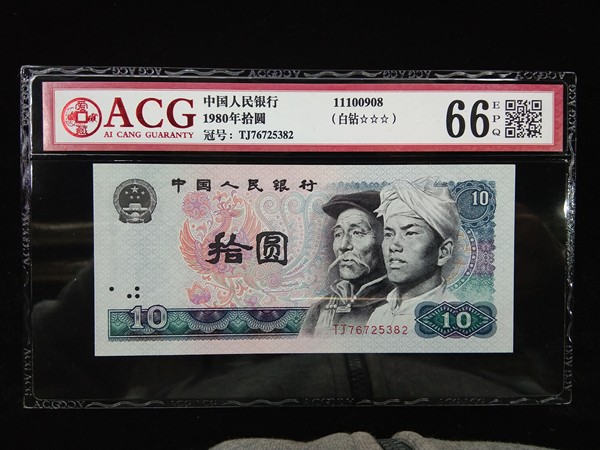 ACG
AI CANG GUARANTY
中国人民银行
1980年拾圆
冠号：TJ76725382
11100908
（白钻☆☆☆）
66
EPQ
中国人民银行
10
拾圆
10
TJ76725382
10